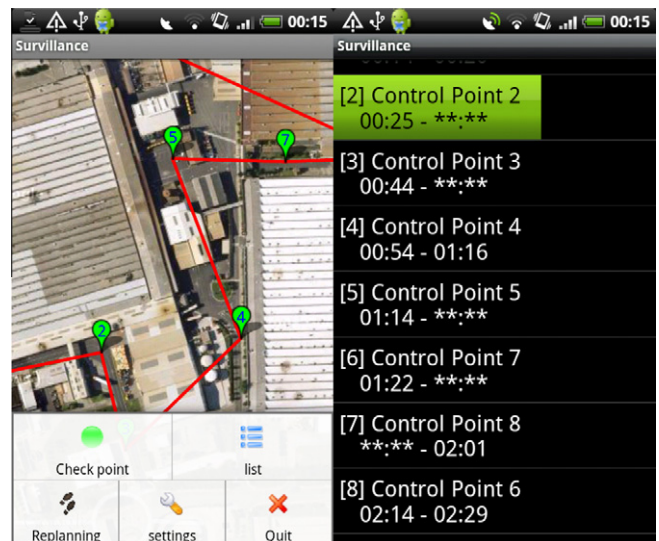 00:15
Survillance
5
7
4
2
Check point
list
Replanning
settings
Quit
00:15
Survillance
[2] Control Point 2
00:25 - **:**
[3] Control Point 3
00:44 - **:**
[4] Control Point 4
00:54 - 01:16
[5] Control Point 5
01:14 - **:**
[6] Control Point 7
01:22 - **:**
[7] Control Point 8
**:** - 02:01
[8] Control Point 6
02:14 - 02:29